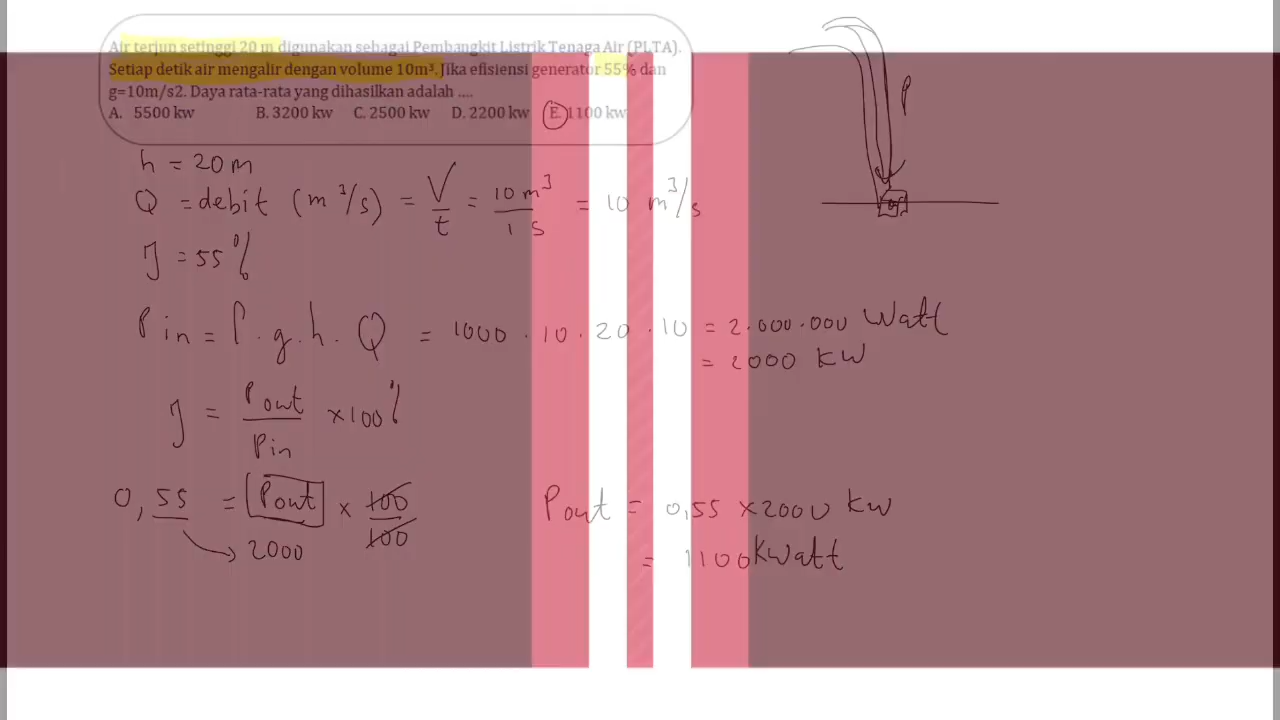 Air terjun setinggi 20 m digunakan sebagai Pembangkit Listrik Tenaga Air (PLTA).
Setiap detik air mengalir dengan volume 10m³. Jika efisiensi generator 55% dan
g=10m/s2. Daya rata-rata yang dihasilkan adalah ....
A. 5500 kw B. 3200 kw C. 2500 kw D. 2200 kw E. 1100 kw
P
h = 20 m
Q = debit (m³/s) = V/t = 10 m³/1 s = 10 m³/s
η = 55 %
Pin = ρ . g . h . Q = 1000 . 10 . 20 . 10 = 2.000.000 Watt
= 2000 KW
η = Pout/Pin × 100 %
0,55 = Pout/2000 × 100/100
Pout = 0,55 × 2000 KW
= 1100 KWatt